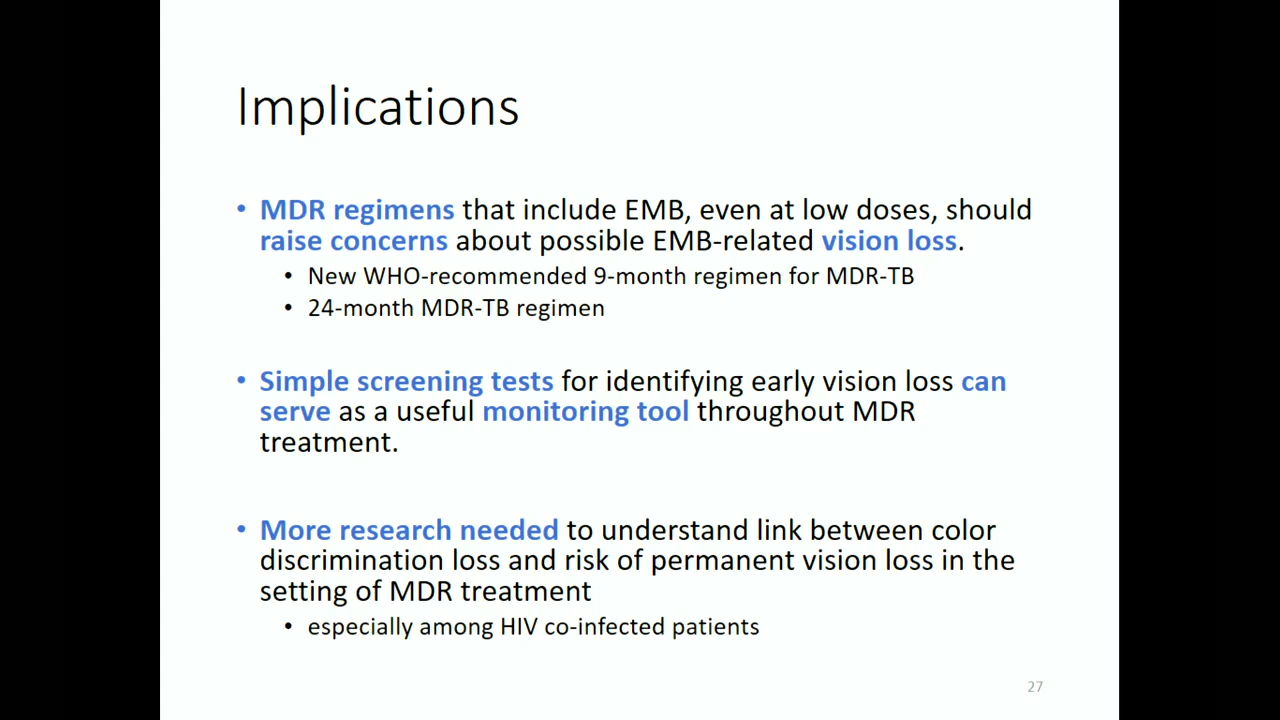 Implications
• MDR regimens that include EMB, even at low doses, should
raise concerns about possible EMB-related vision loss.
• New WHO-recommended 9-month regimen for MDR-TB
• 24-month MDR-TB regimen
• Simple screening tests for identifying early vision loss can
serve as a useful monitoring tool throughout MDR
treatment.
• More research needed to understand link between color
discrimination loss and risk of permanent vision loss in the
setting of MDR treatment
• especially among HIV co-infected patients
27